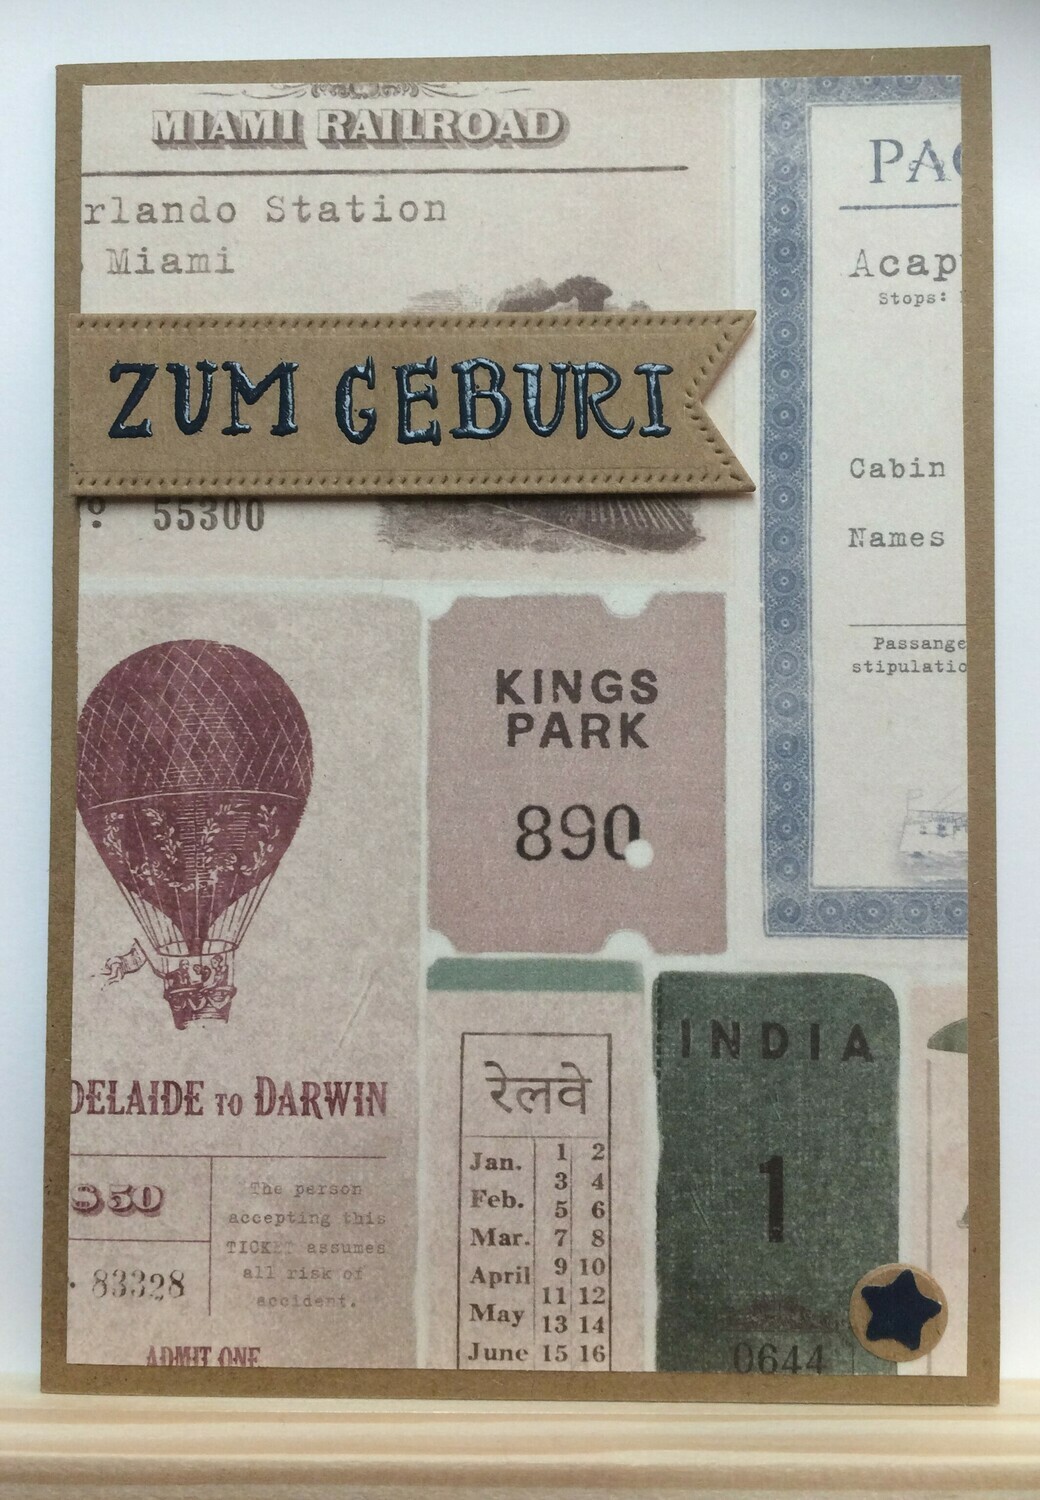 MIAMI RAILROAD
rlando Station
Miami
ZUM GEBURI
º 55300
PAC
Acap
Stops:
Cabin
Names
Passange
stipulatio
KINGS
PARK
890
DELAIDE TO DARWIN
$50
83328
The person
accepting this
TICKET assumes
all risk of
accident.
ADMIT ONE
रेलवे
Jan. 1 2
Feb. 3 4
Mar. 5 6
April 7 8
May 9 10
June 11 12
13 14
15 16
INDIA
1
0644